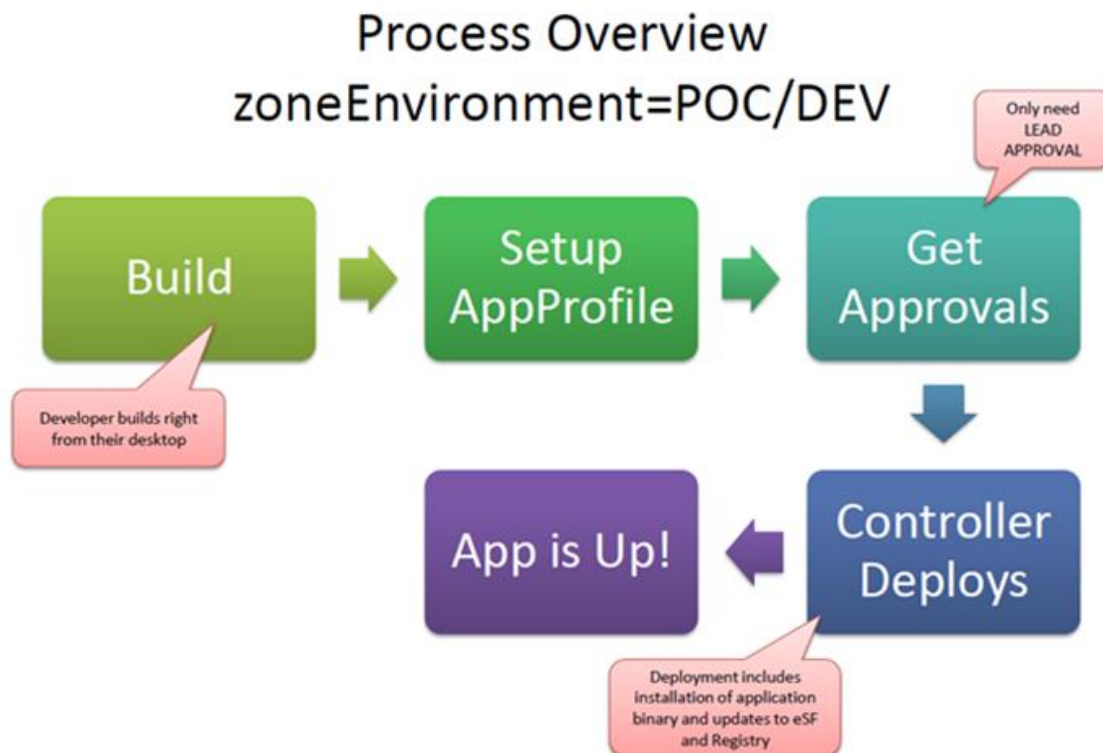 Process Overview
zoneEnvironment=POC/DEV
Only need
LEAD
APPROVAL
Build
Setup
AppProfile
Get
Approvals
Developer builds right
from their desktop
App is Up!
Controller
Deploys
Deployment includes
installation of application
binary and updates to eSF
and Registry